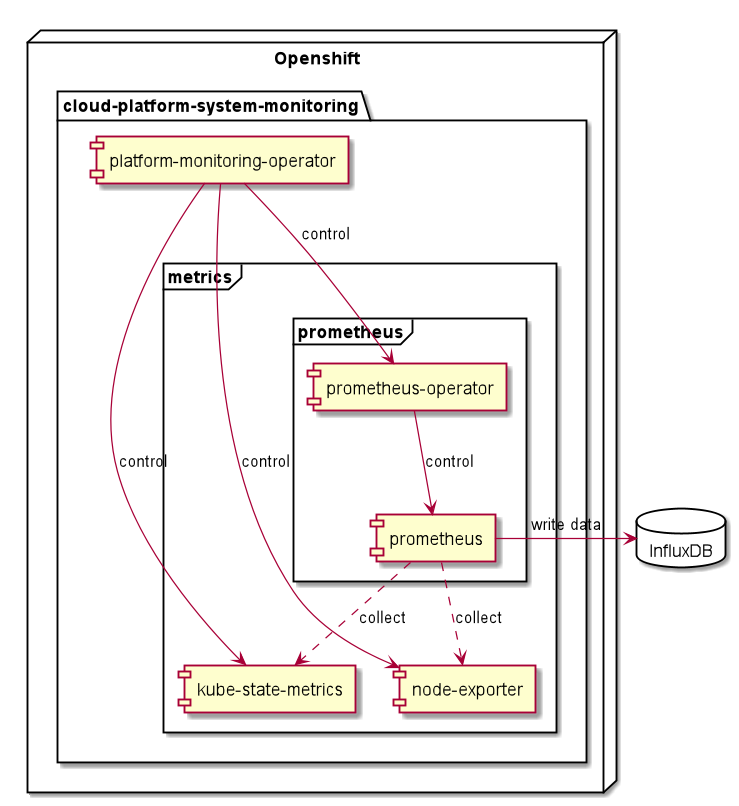 Openshift
cloud-platform-system-monitoring
platform-monitoring-operator
control
metrics
prometheus
prometheus-operator
control
control
control
write data
prometheus
InfluxDB
collect
collect
kube-state-metrics
node-exporter